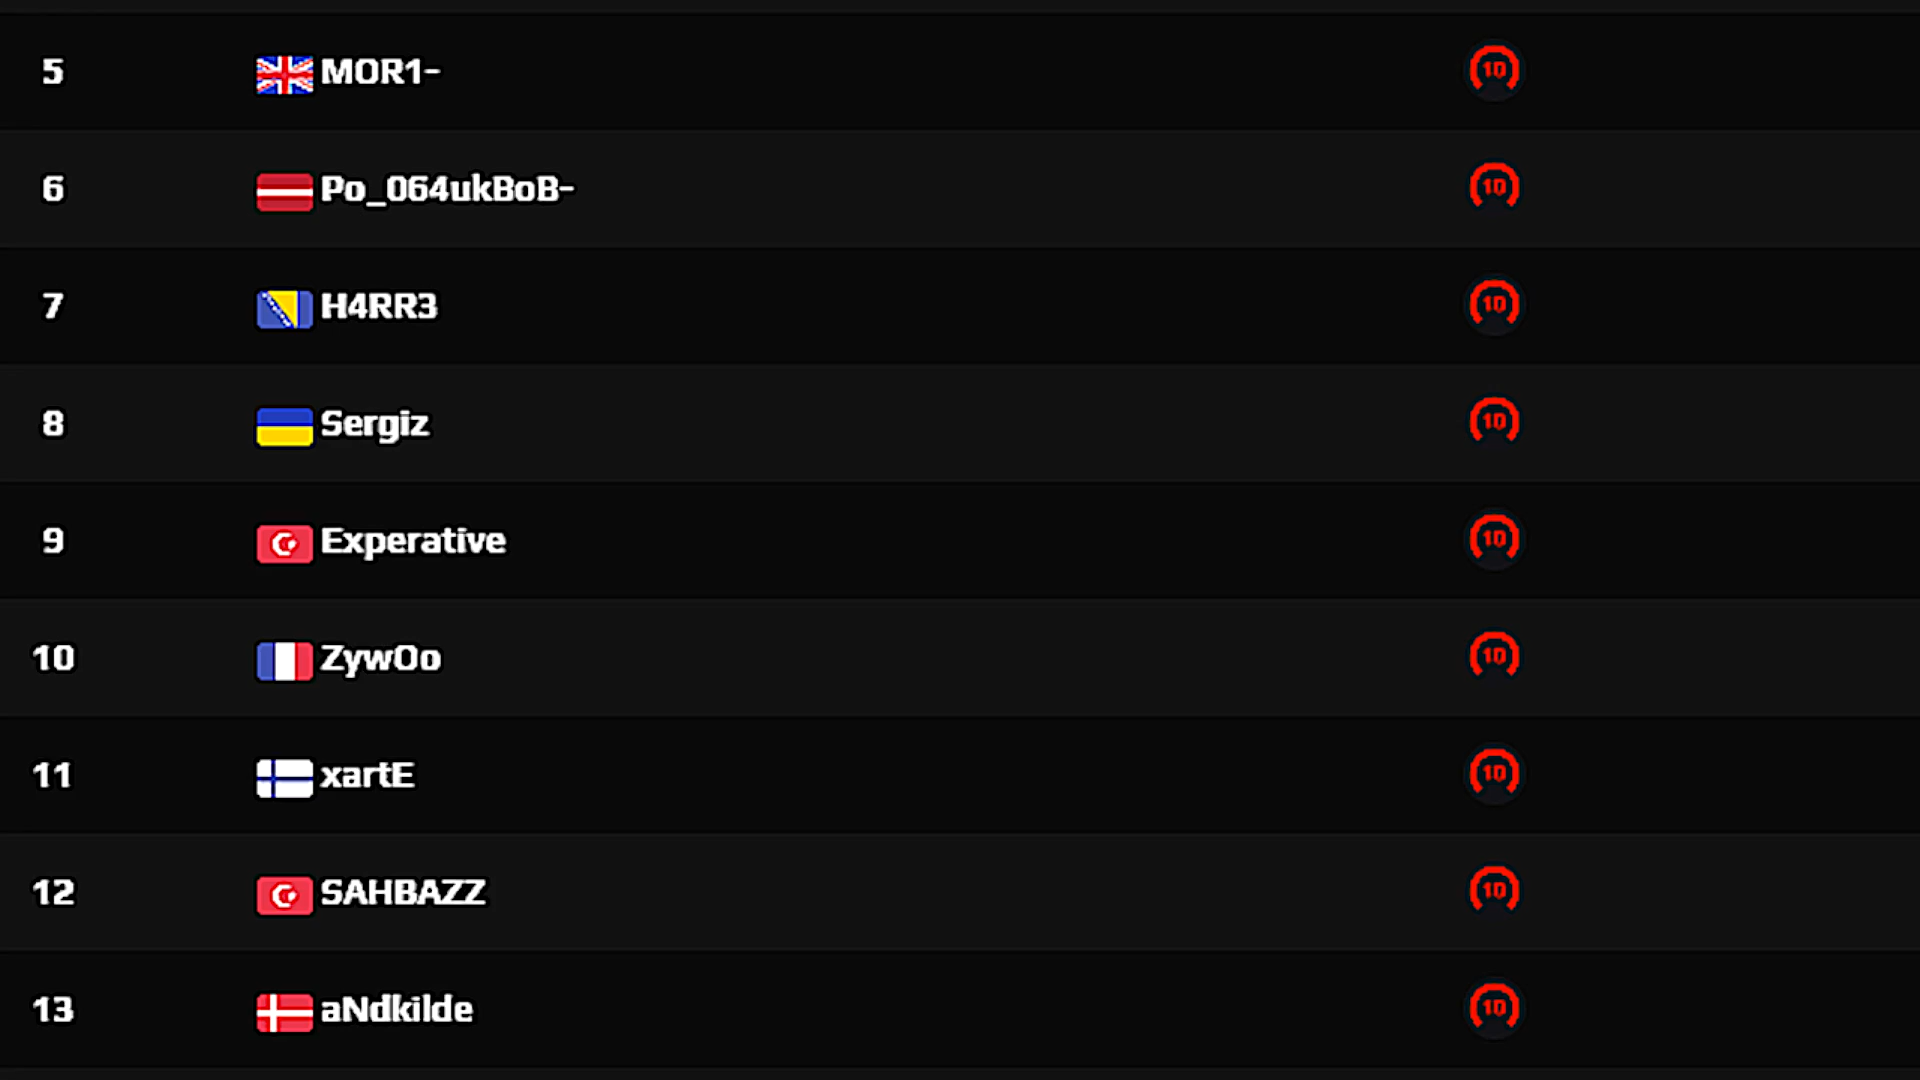 5 MOR1- 10
6 Po_064ukBoB- 10
7 H4RR3 10
8 Sergiz 10
9 Experative 10
10 ZywOo 10
11 xartE 10
12 SAHBAZZ 10
13 aNdkilde 10